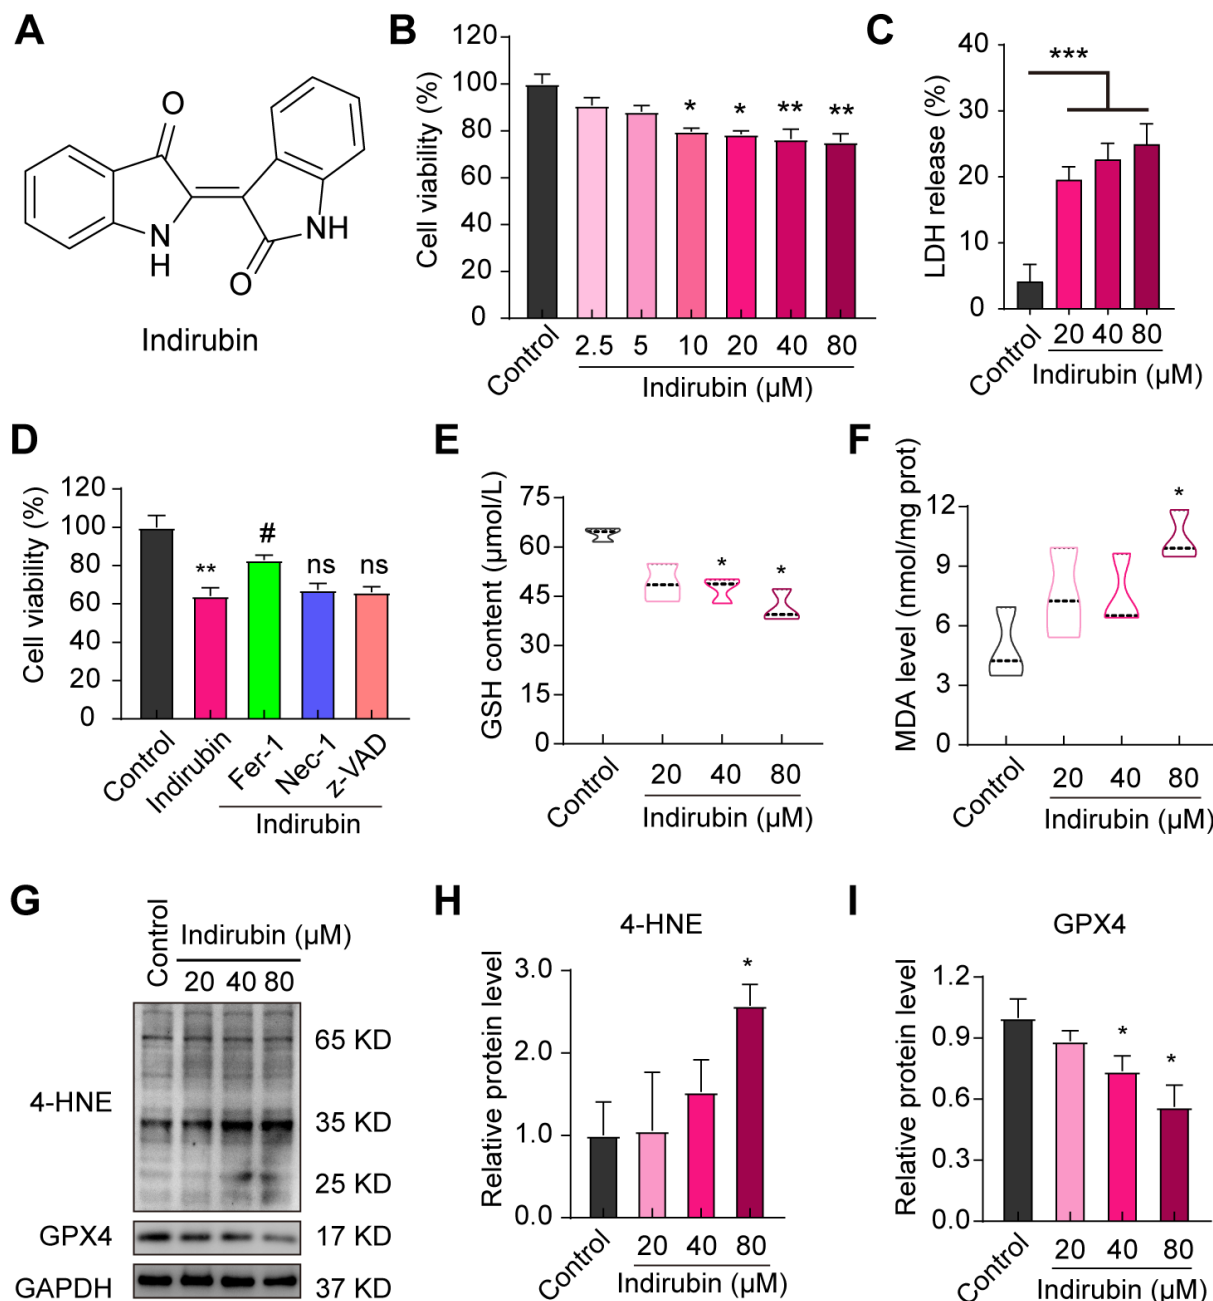 A
O
N
H
O
NH
Indirubin
B
Cell viability (%)
120
100
80
60
40
20
0
* * ** **
Control
2.5 5 10 20 40 80
Indirubin (μM)
C
LDH release (%)
40
30
20
10
0
***
Control
20 40 80
Indirubin (μM)
D
Cell viability (%)
120
100
80
60
40
20
0
** # ns ns
Control
Indirubin
Fer-1
Nec-1
z-VAD
Indirubin
E
GSH content (μmol/L)
75
60
45
30
15
0
* *
Control
20 40 80
Indirubin (μM)
F
MDA level (nmol/mg prot)
12
9
6
3
0
*
Control
20 40 80
Indirubin (μM)
G
Control
Indirubin (μM)
20 40 80
65 KD
4-HNE
35 KD
25 KD
GPX4 17 KD
GAPDH 37 KD
H
4-HNE
Relative protein level
3.0
2.0
1.0
0.0
*
Control
20 40 80
Indirubin (μM)
I
GPX4
Relative protein level
1.2
0.9
0.6
0.3
0.0
* *
Control
20 40 80
Indirubin (μM)